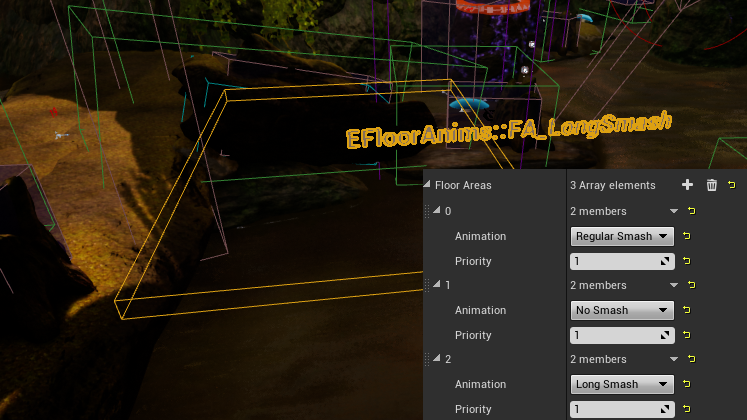 EFloorAnims::FA_LongSmash
Floor Areas 3 Array elements
0 2 members
Animation Regular Smash
Priority 1
1 2 members
Animation No Smash
Priority 1
2 2 members
Animation Long Smash
Priority 1